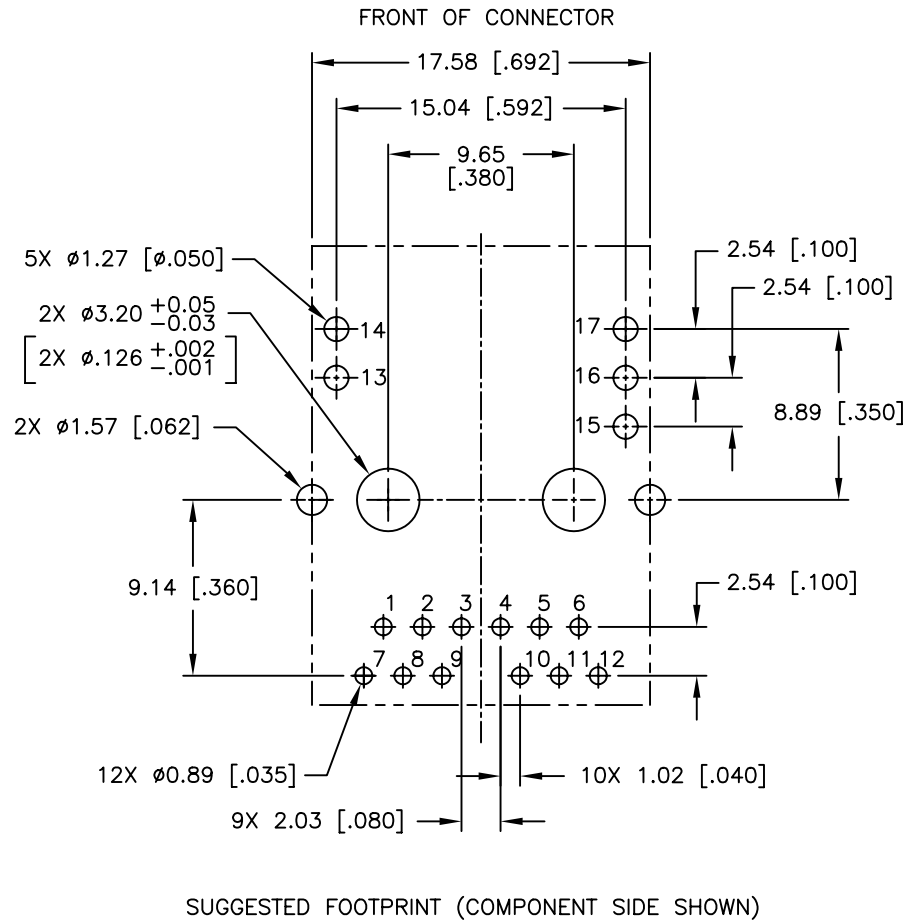 FRONT OF CONNECTOR
17.58 [.692]
15.04 [.592]
9.65
[.380]
5X ø1.27 [ø.050]
2.54 [.100]
2.54 [.100]
2X ø3.20 +0.05
-0.03
[2X ø.126 +.002
-.001]
14
17
13
16
8.89 [.350]
2X ø1.57 [.062]
15
9.14 [.360]
2.54 [.100]
1 2 3 4 5 6
7 8 9 10 11 12
12X ø0.89 [.035]
10X 1.02 [.040]
9X 2.03 [.080]
SUGGESTED FOOTPRINT (COMPONENT SIDE SHOWN)